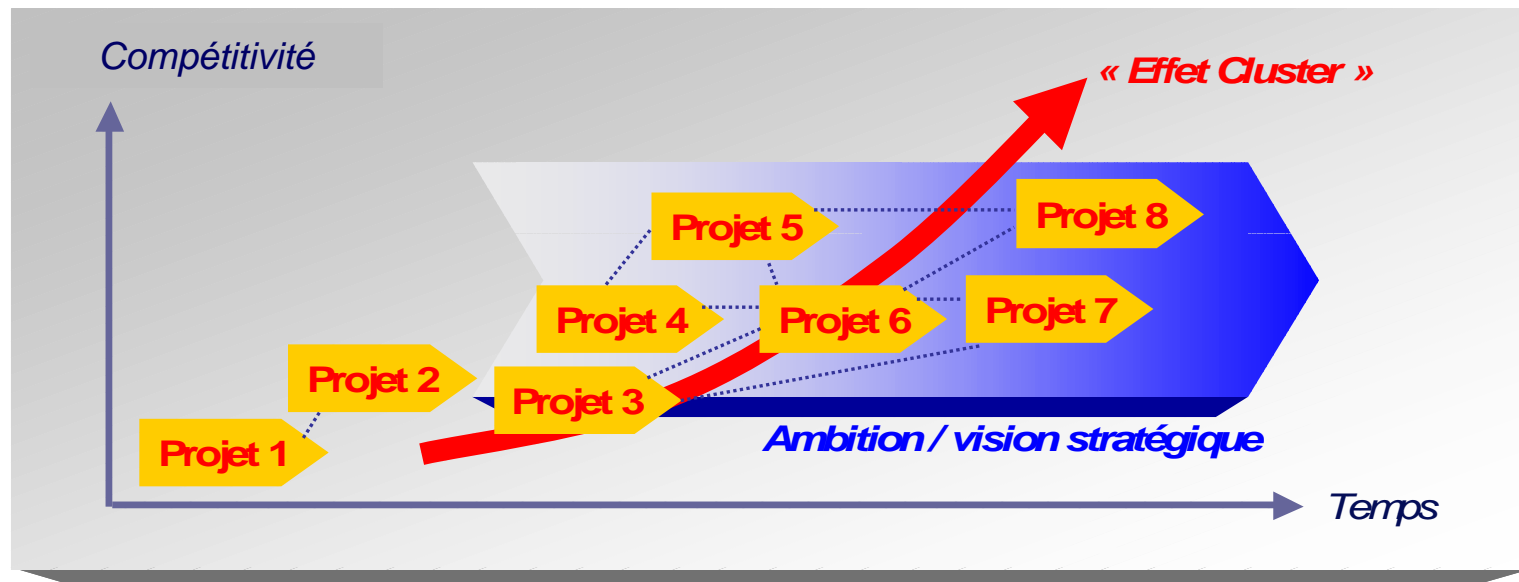 Compétitivité
« Effet Cluster »
Projet 5
Projet 8
Projet 4
Projet 6
Projet 7
Projet 2
Projet 3
Projet 1
Ambition / vision stratégique
Temps